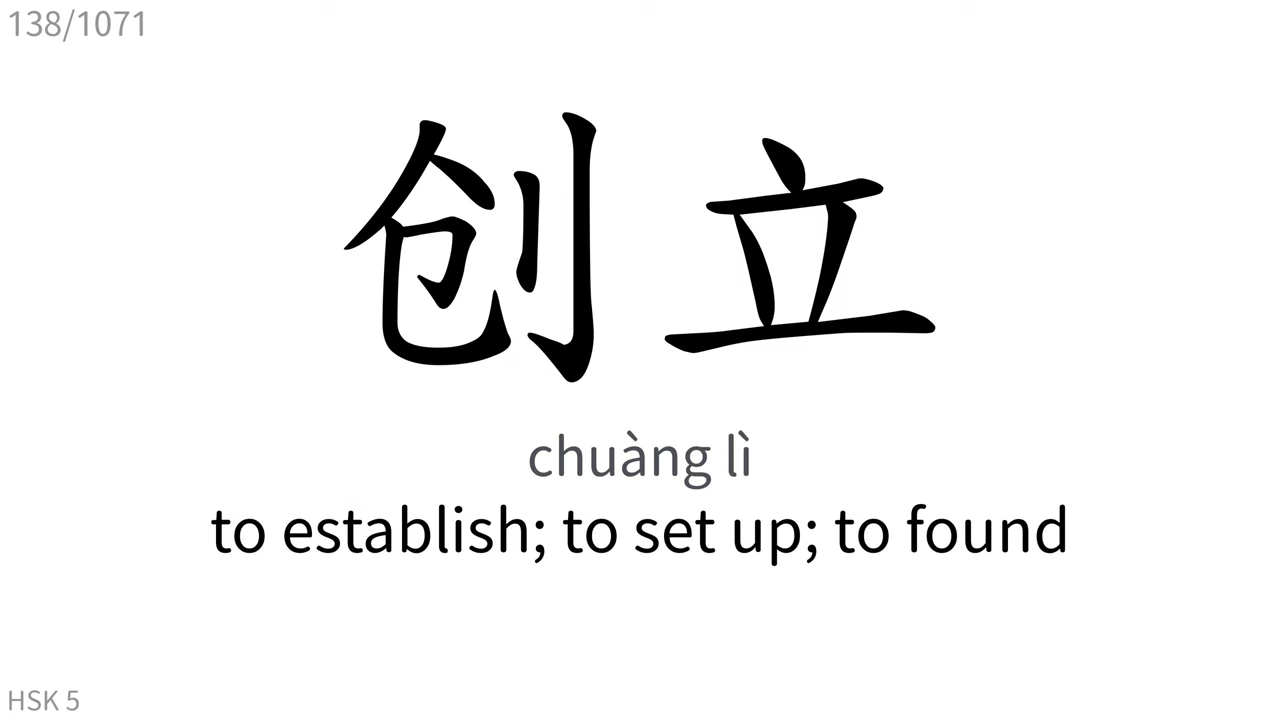 138/1071
创立
chuàng lì
to establish; to set up; to found
HSK 5